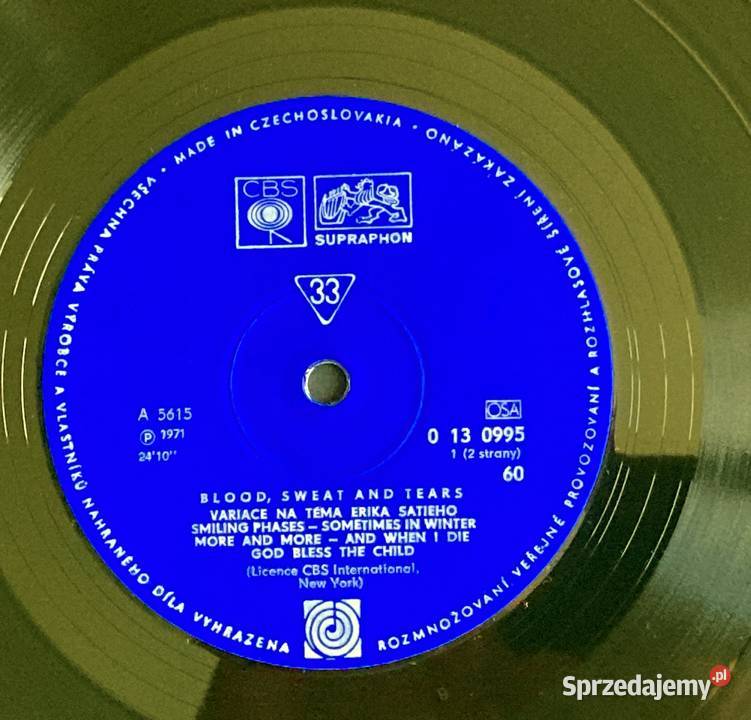 VŠECHNA PRÁVA VÝROBCE A VLASTNÍKŮ NAHRANÉHO DÍLA VYHRAZENA
ROZMNOŽOVÁNÍ VEŘEJNÉ PROVOZOVÁNÍ A ROZHLASOVÉ ŠÍŘENÍ ZAKÁZÁNO • MADE IN CZECHOSLOVAKIA •
CBS
SUPRAPHON
33
A 5615
Ⓟ 1971
24'10''
OSA
0 13 0995
1 (2 strany)
60
BLOOD, SWEAT AND TEARS
VARIACE NA TÉMA ERIKA SATIEHO
SMILING PHASES – SOMETIMES IN WINTER
MORE AND MORE – AND WHEN I DIE
GOD BLESS THE CHILD
(Licence CBS International,
New York)
Sprzedajemy.pl